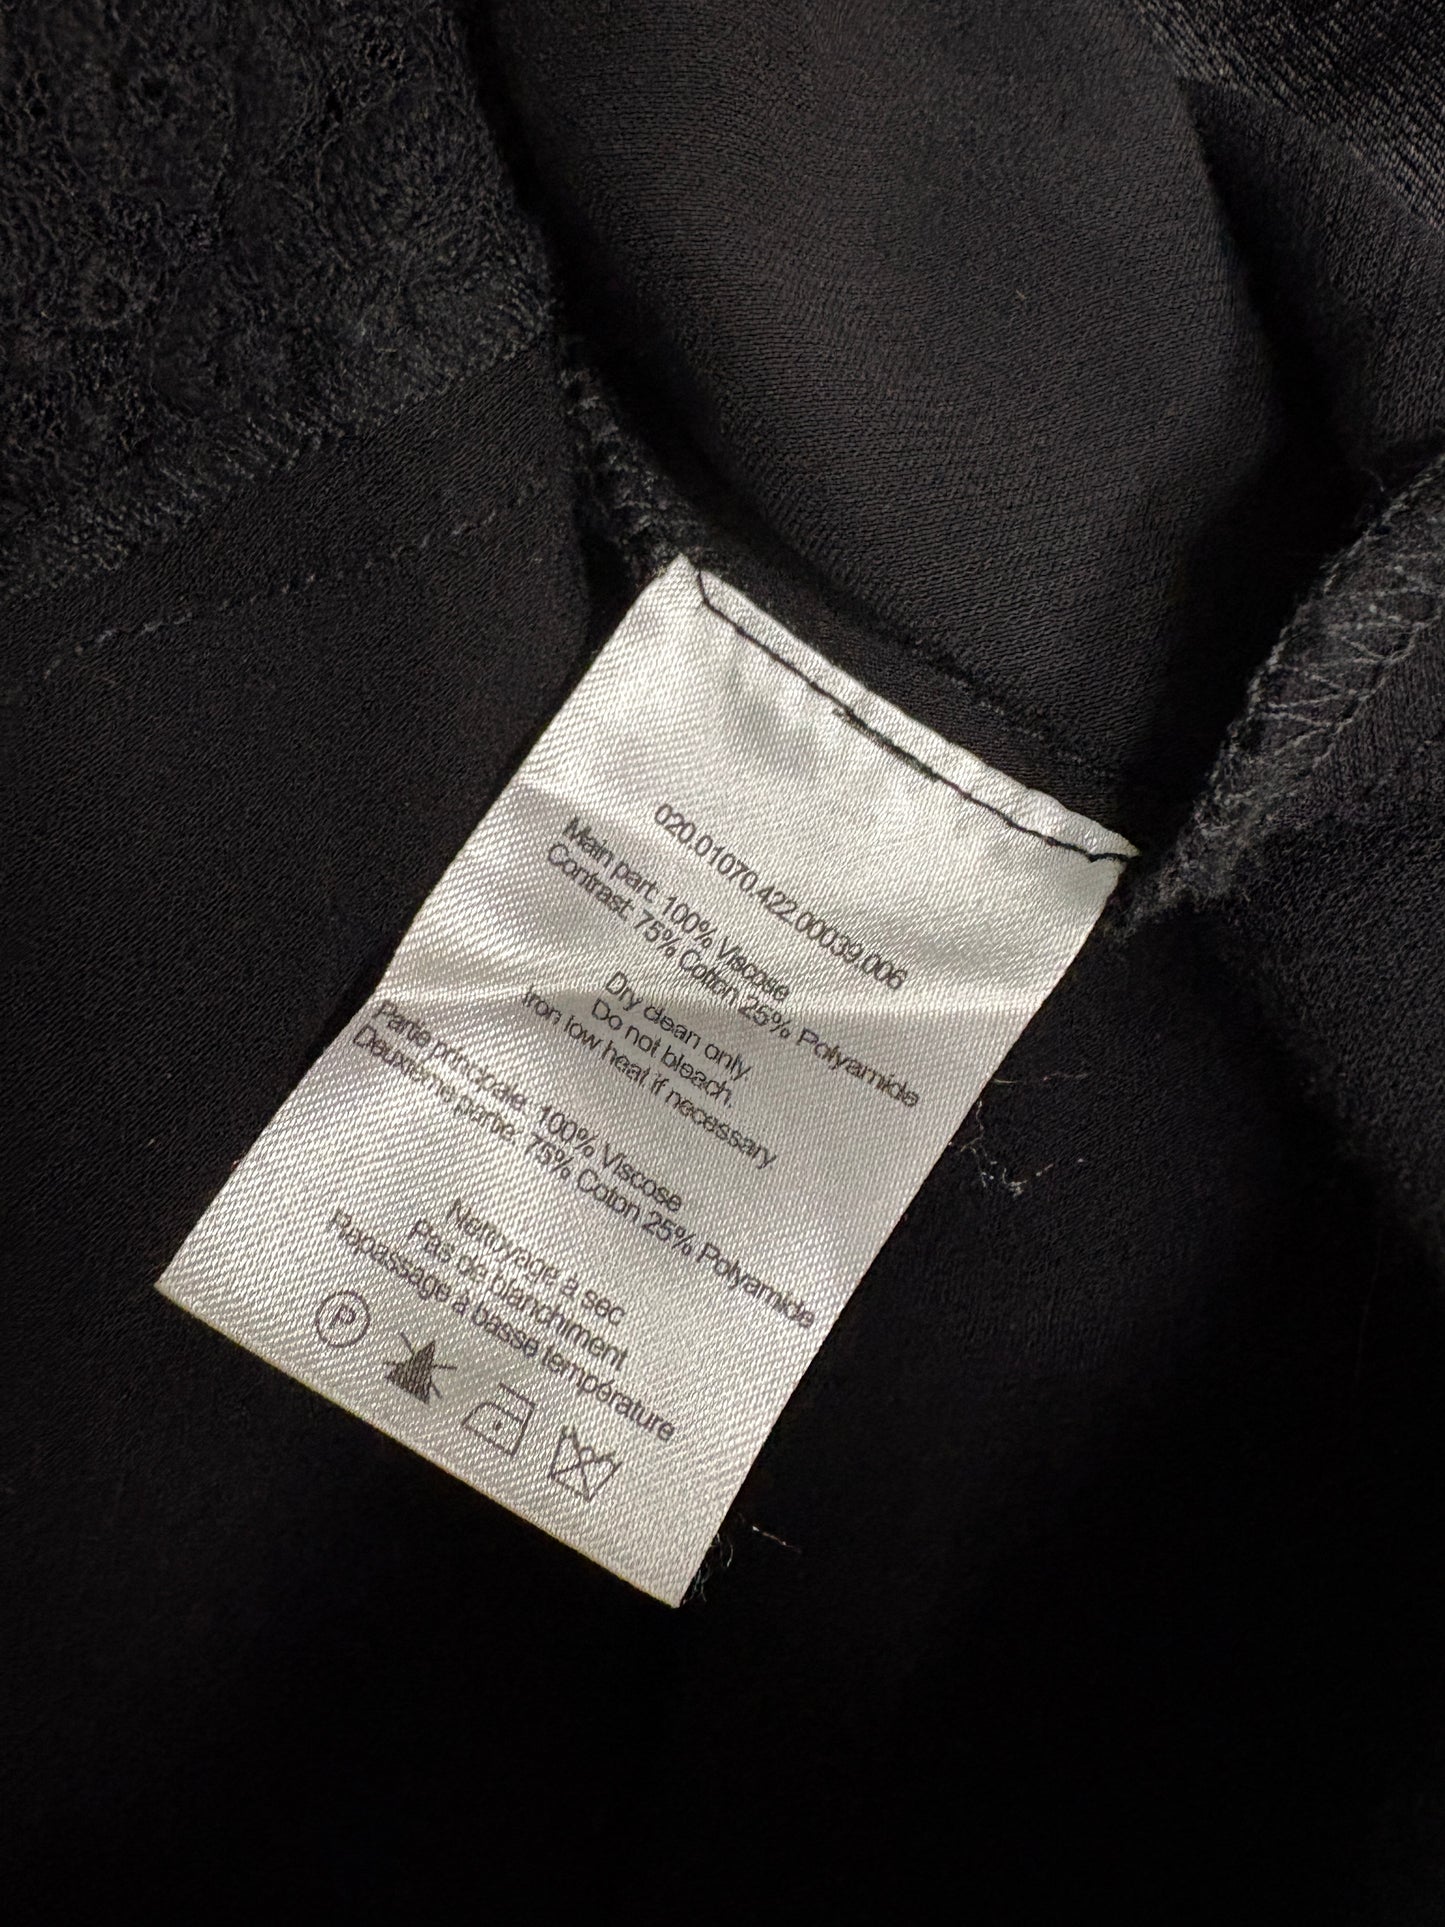 020.01070.422.00039.006
Main part: 100% Viscose
Contrast: 75% Cotton 25% Polyamide
Dry clean only.
Do not bleach.
Iron low heat if necessary
Partie principale: 100% Viscose
Deuxième partie: 75% Coton 25% Polyamide
Nettoyage à sec
Pas de blanchiment
Repassage à basse température
P